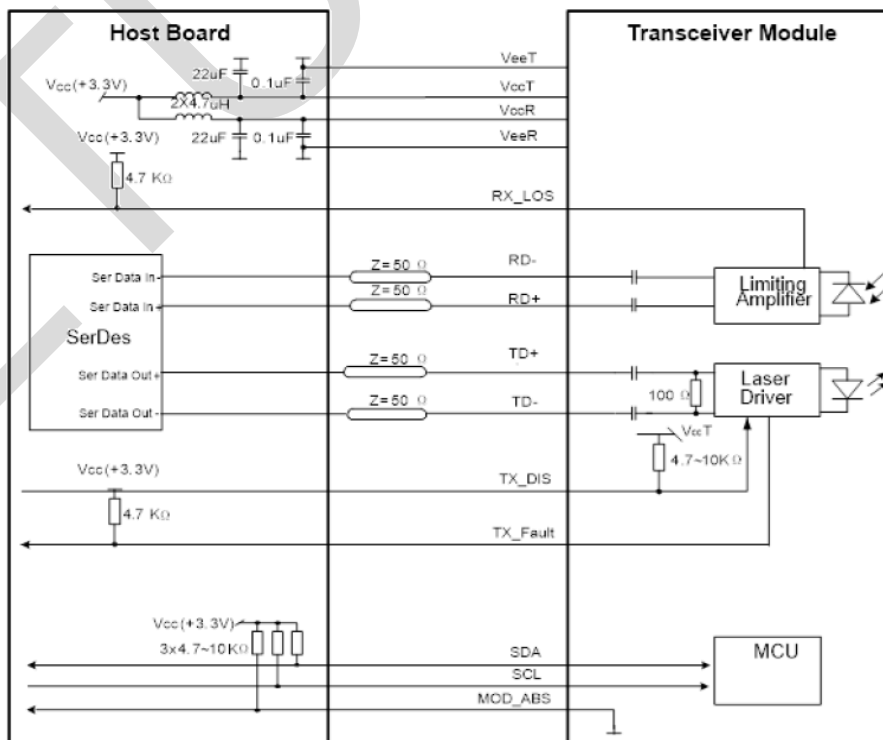 Host Board
Transceiver Module
VeeT
22uF
0.1uF
Vcc(+3.3V)
VccT
2X4.7uH
VccR
Vcc(+3.3V)
22uF
0.1uF
VeeR
4.7 KΩ
RX_LOS
Z=50 Ω
RD-
Ser Data In-
Z=50 Ω
Limiting
Amplifier
Ser Data In+
RD+
SerDes
Z=50 Ω
TD+
Ser Data Out+
Laser
Driver
100 Ω
Z=50 Ω
TD-
Ser Data Out-
VccT
4.7~10KΩ
Vcc(+3.3V)
TX_DIS
4.7 KΩ
TX_Fault
Vcc(+3.3V)
3x4.7~10KΩ
SDA
MCU
SCL
MOD_ABS